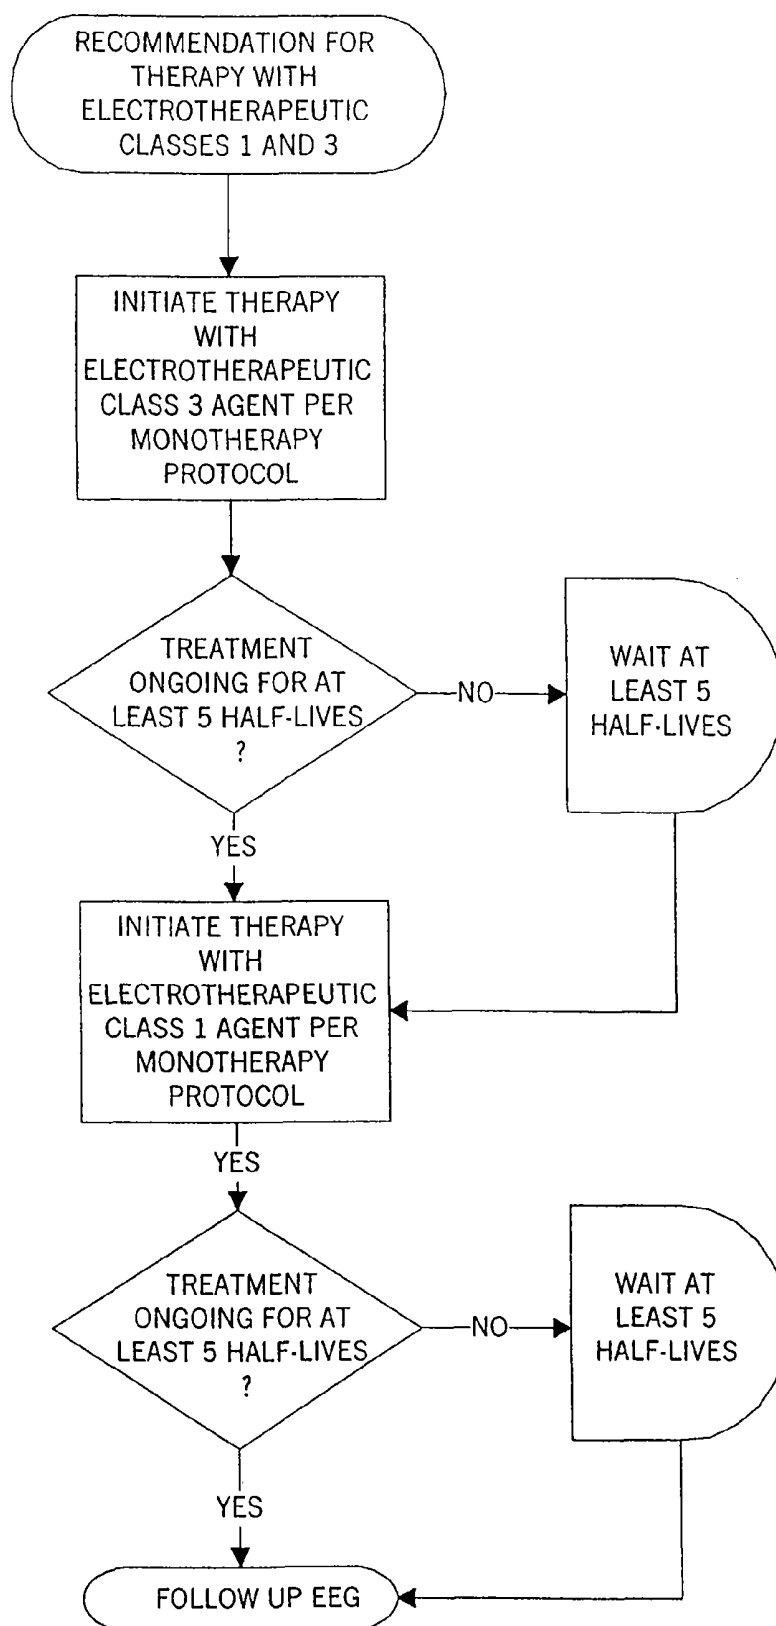 RECOMMENDATION FOR
THERAPY WITH
ELECTROTHERAPEUTIC
CLASSES 1 AND 3
INITIATE THERAPY
WITH
ELECTROTHERAPEUTIC
CLASS 3 AGENT PER
MONOTHERAPY
PROTOCOL
TREATMENT
ONGOING FOR AT
LEAST 5 HALF-LIVES
?
NO
WAIT AT
LEAST 5
HALF-LIVES
YES
INITIATE THERAPY
WITH
ELECTROTHERAPEUTIC
CLASS 1 AGENT PER
MONOTHERAPY
PROTOCOL
YES
TREATMENT
ONGOING FOR AT
LEAST 5 HALF-LIVES
?
NO
WAIT AT
LEAST 5
HALF-LIVES
YES
FOLLOW UP EEG